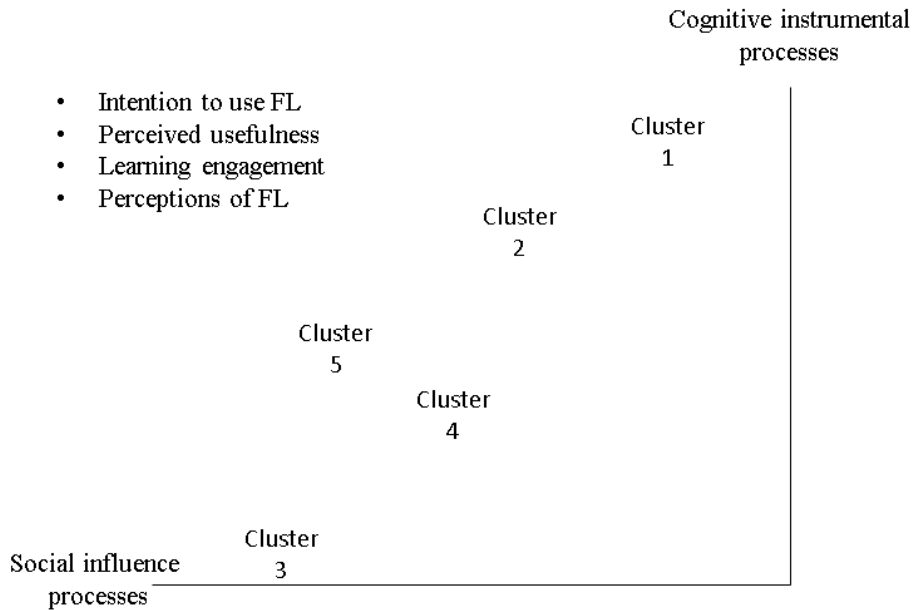 Cognitive instrumental
processes
• Intention to use FL
• Perceived usefulness
• Learning engagement
• Perceptions of FL
Cluster
1
Cluster
2
Cluster
5
Cluster
4
Cluster
3
Social influence
processes